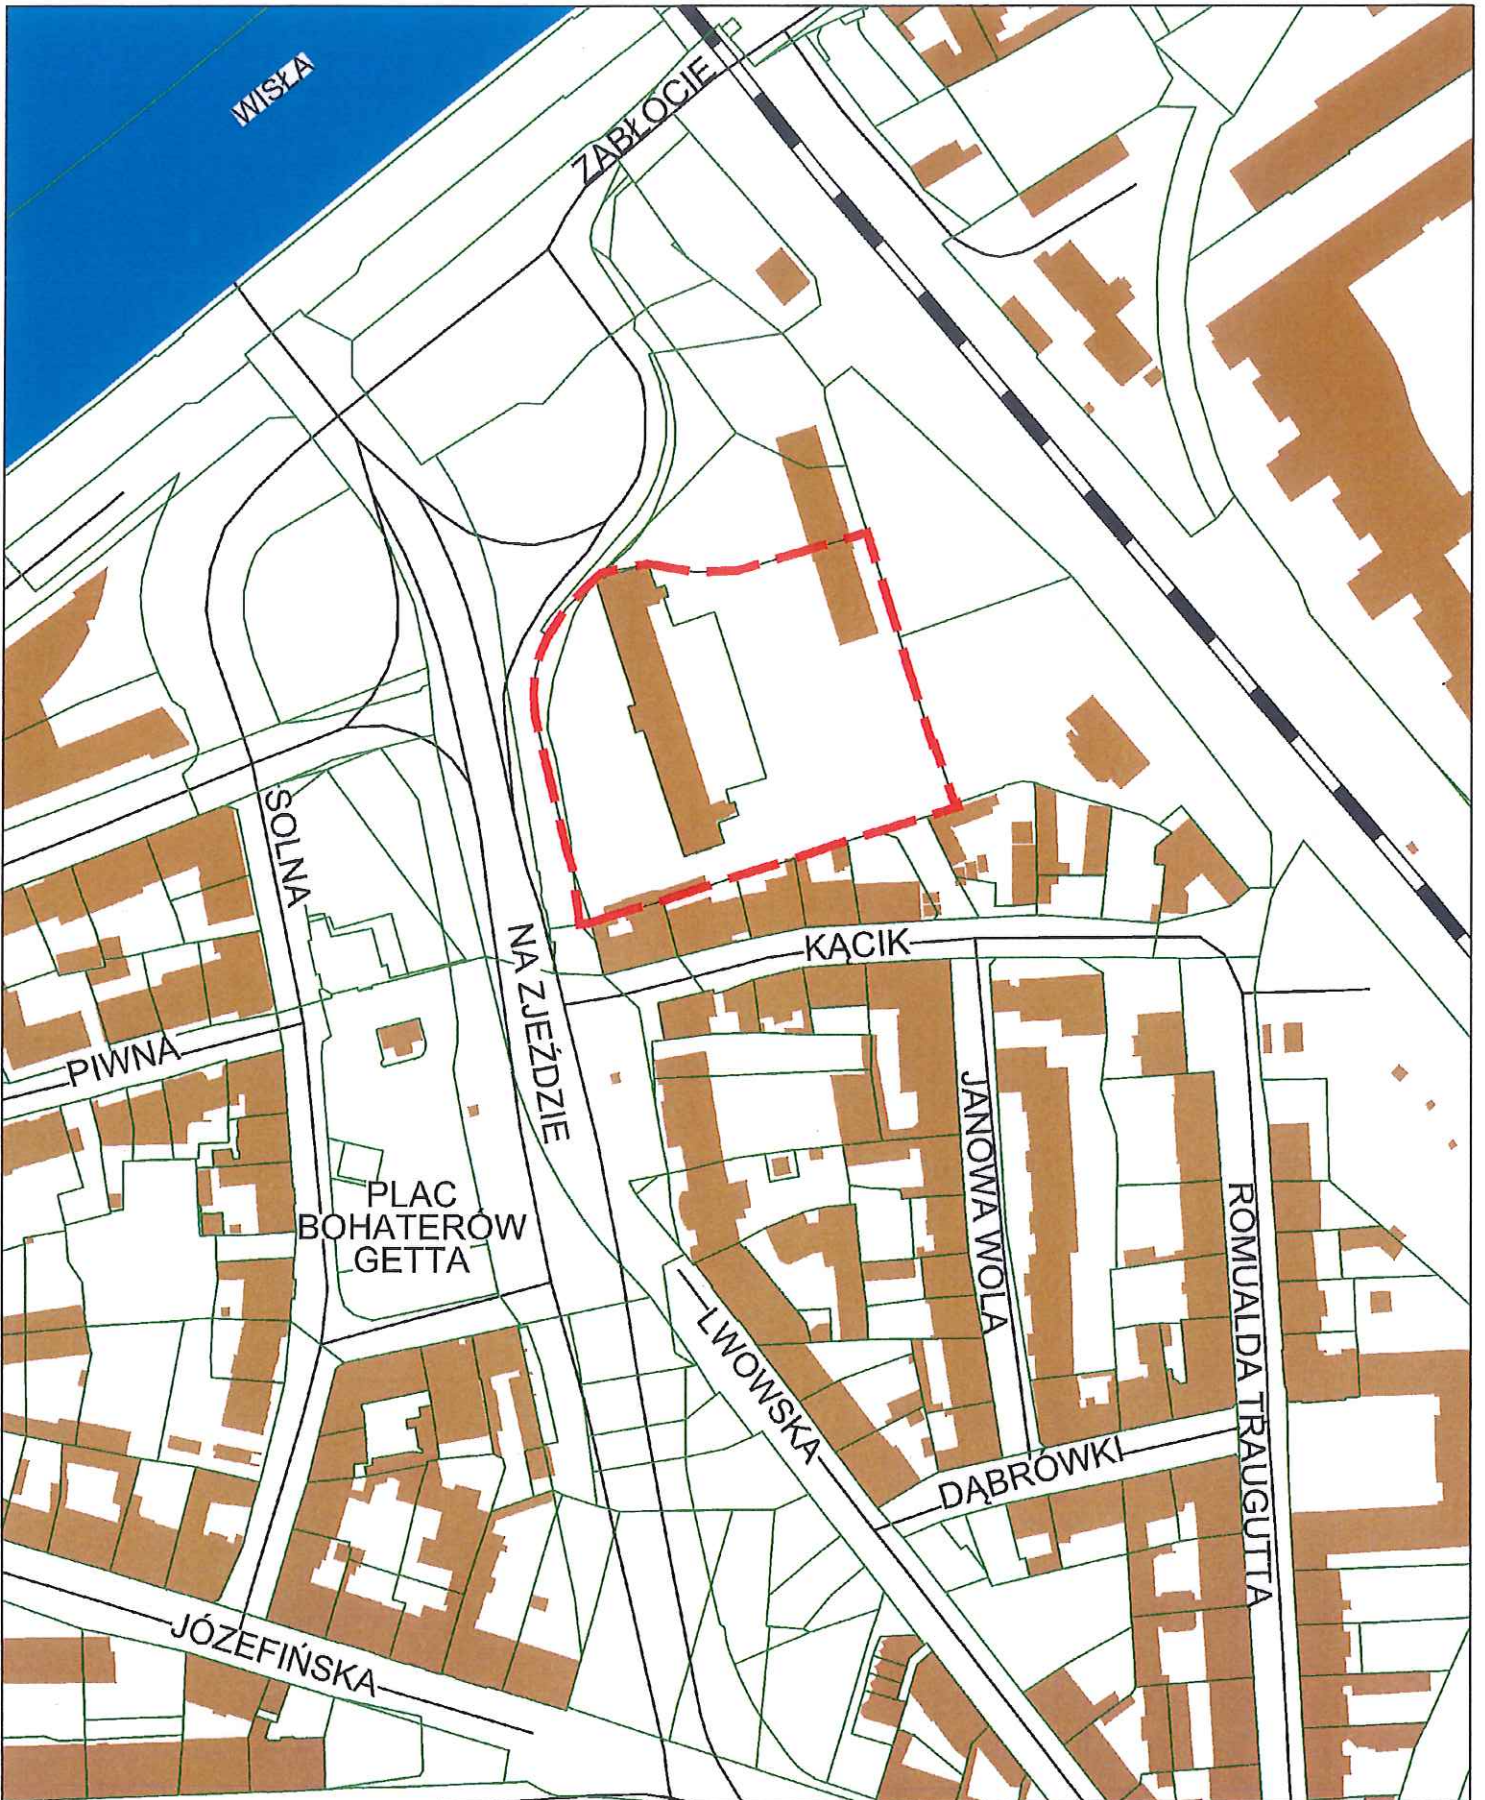 WISŁA
ZABŁOCIE
SOLNA
NA ZJEŹDZIE
KĄCIK
PIWNA
JANOWA WOLA
PLAC
BOHATERÓW
GETTA
ROMUALDA TRAUGUTTA
LWOWSKA
DĄBRÓWKI
JÓZEFIŃSKA